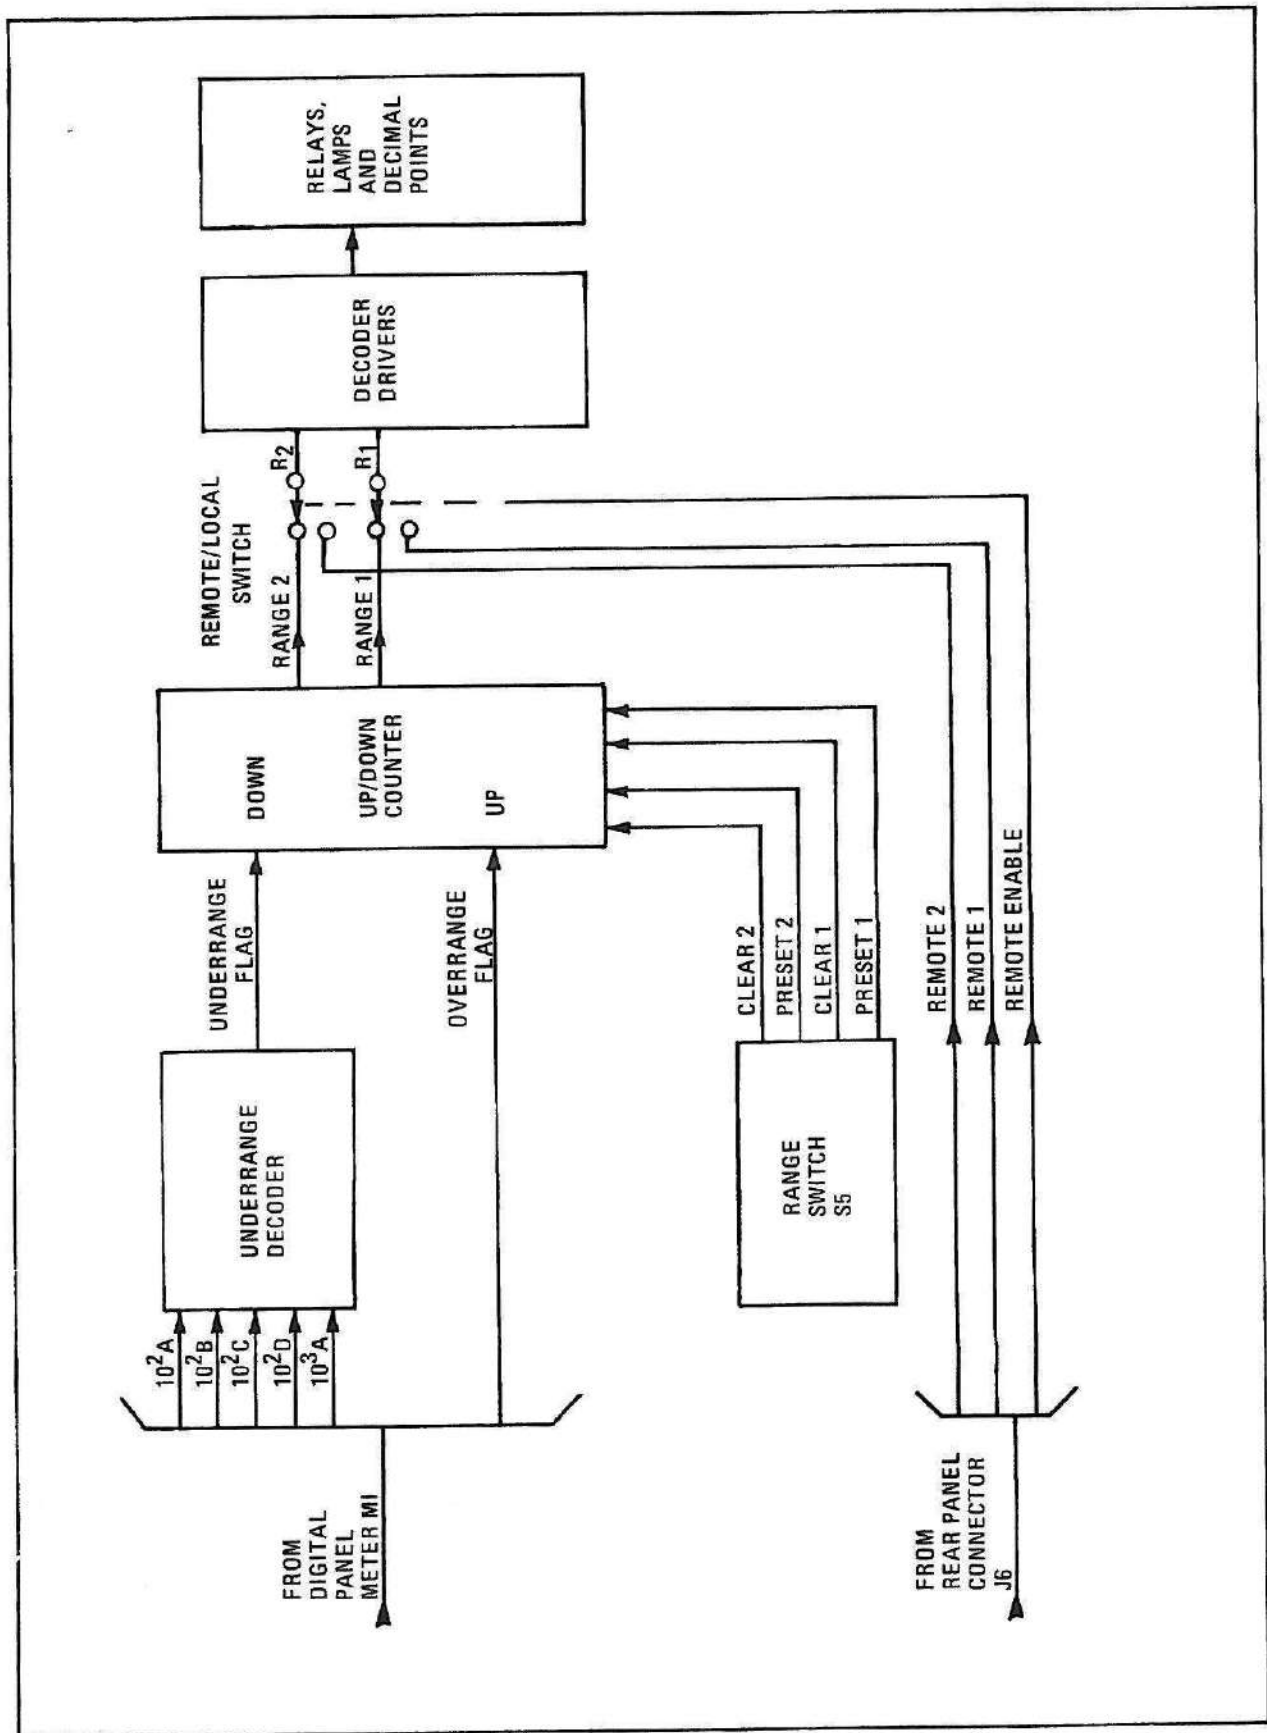 FROM
DIGITAL
PANEL
METER MI
10²A
10²B
10²C
10²D
10³A
UNDERRANGE
DECODER
UNDERRANGE
FLAG
OVERRANGE
FLAG
DOWN
UP/DOWN
COUNTER
UP
REMOTE/LOCAL
SWITCH
RANGE 2
RANGE 1
R2
R1
DECODER
DRIVERS
RELAYS,
LAMPS
AND
DECIMAL
POINTS
RANGE
SWITCH
S5
CLEAR 2
PRESET 2
CLEAR 1
PRESET 1
FROM
REAR PANEL
CONNECTOR
J6
REMOTE 2
REMOTE 1
REMOTE ENABLE